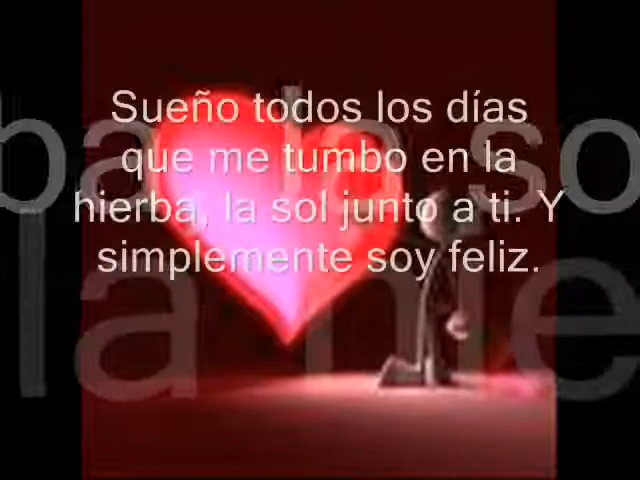 Sueño todos los días
que me tumbo en la
hierba, la sol junto a ti. Y
simplemente soy feliz.